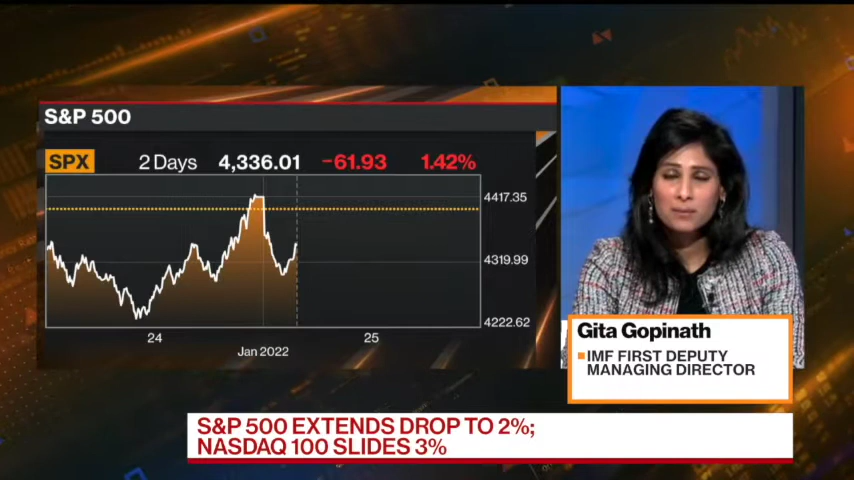 S&P 500
SPX 2 Days 4,336.01 -61.93 1.42%
4417.35
4319.99
4222.62
24 25
Jan 2022
Gita Gopinath
IMF FIRST DEPUTY
MANAGING DIRECTOR
S&P 500 EXTENDS DROP TO 2%;
NASDAQ 100 SLIDES 3%